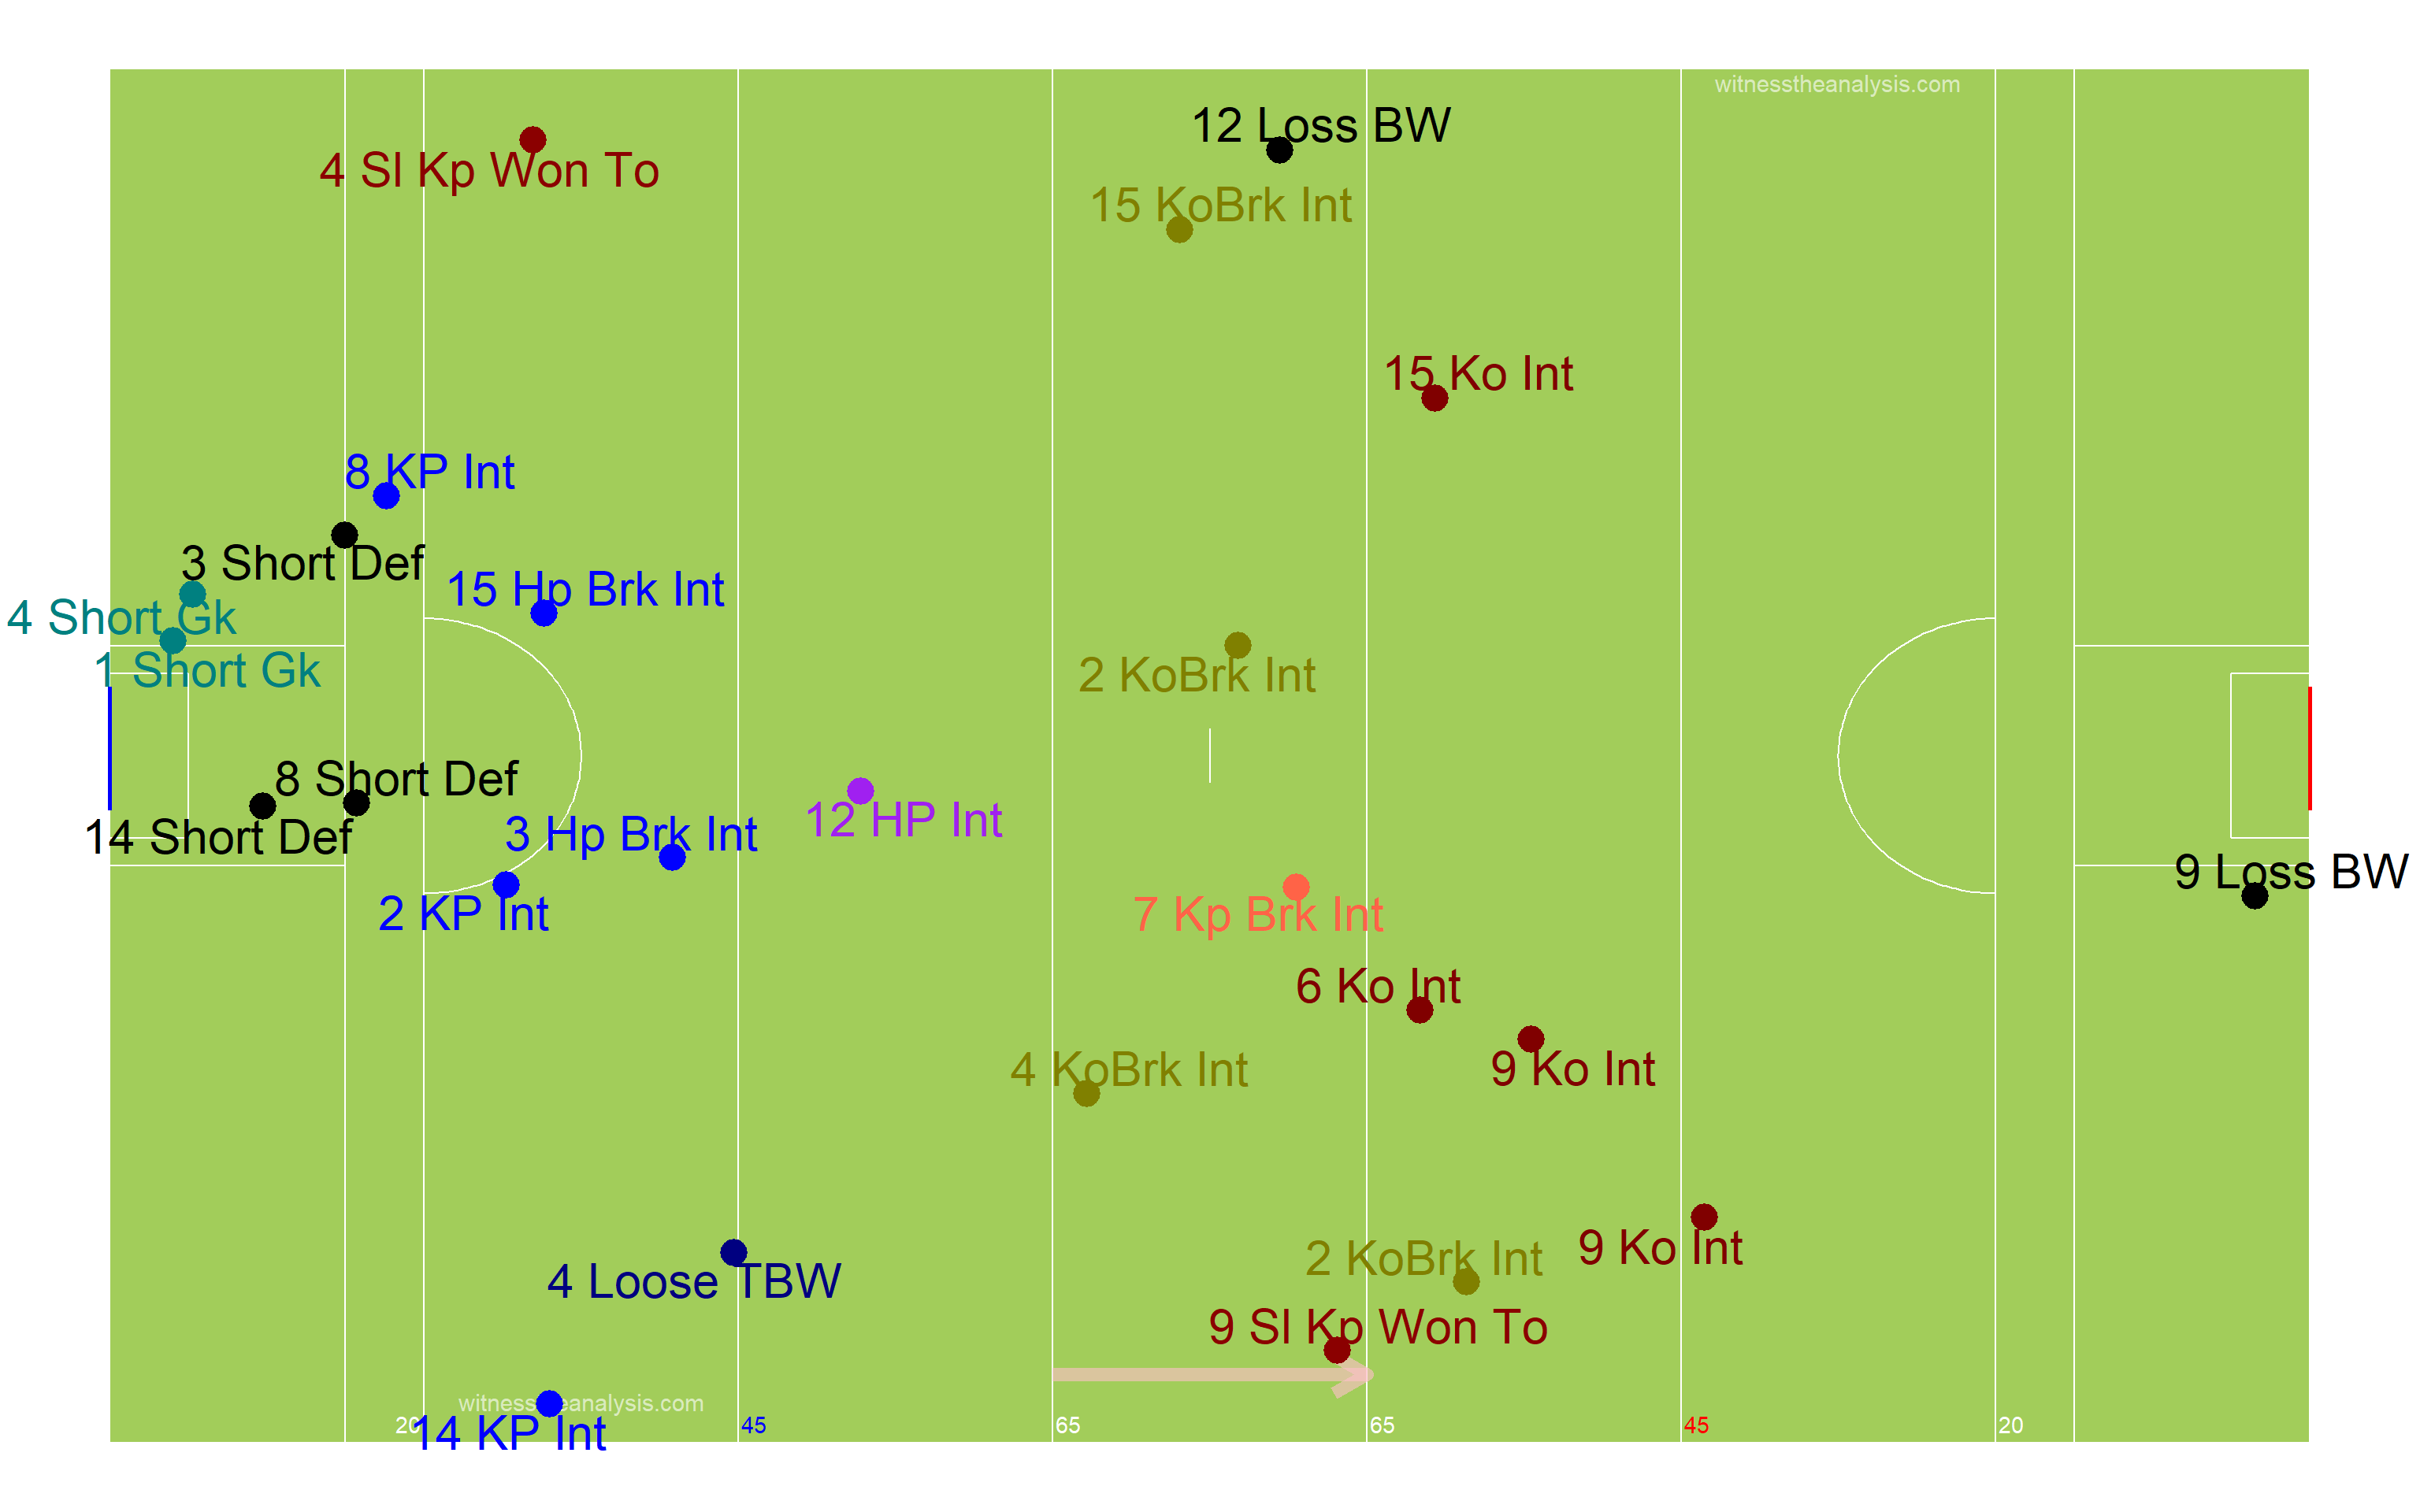 witnesstheanalysis.com
12 Loss BW
4 Sl Kp Won To
15 KoBrk Int
15 Ko Int
8 KP Int
3 Short Def
15 Hp Brk Int
4 Short Gk
1 Short Gk
2 KoBrk Int
8 Short Def
14 Short Def
3 Hp Brk Int
12 HP Int
9 Loss BW
2 KP Int
7 Kp Brk Int
6 Ko Int
9 Ko Int
4 KoBrk Int
9 Ko Int
2 KoBrk Int
4 Loose TBW
9 Sl Kp Won To
witnesstheanalysis.com
14 KP Int
20
45
65
65
45
20